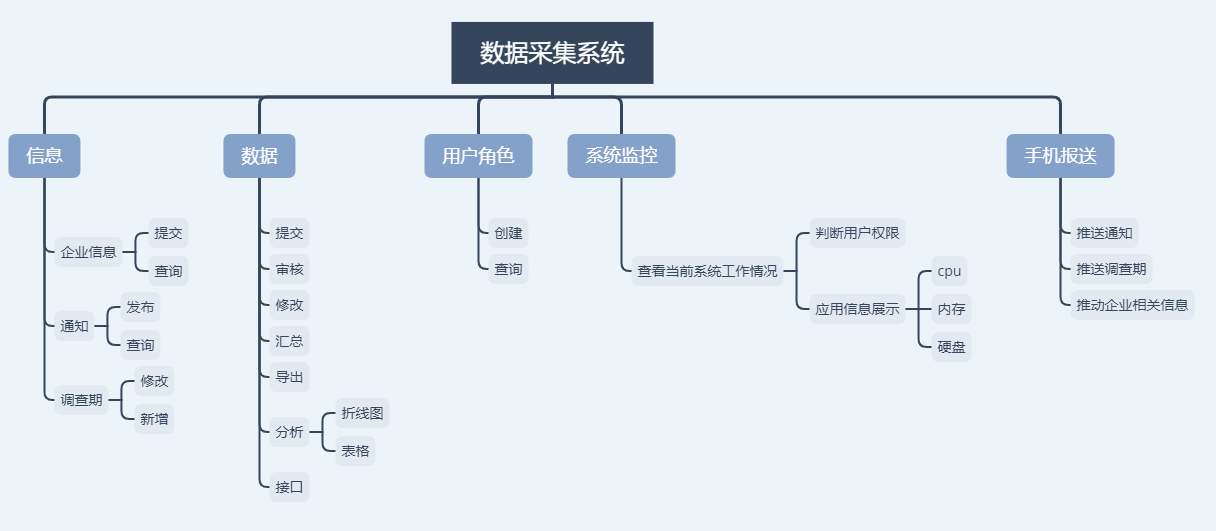 数据采集系统
信息
企业信息
提交
查询
通知
发布
查询
调查期
修改
新增
数据
提交
审核
修改
汇总
导出
分析
折线图
表格
接口
用户角色
创建
查询
系统监控
查看当前系统工作情况
判断用户权限
应用信息展示
cpu
内存
硬盘
手机报送
推送通知
推送调查期
推动企业相关信息